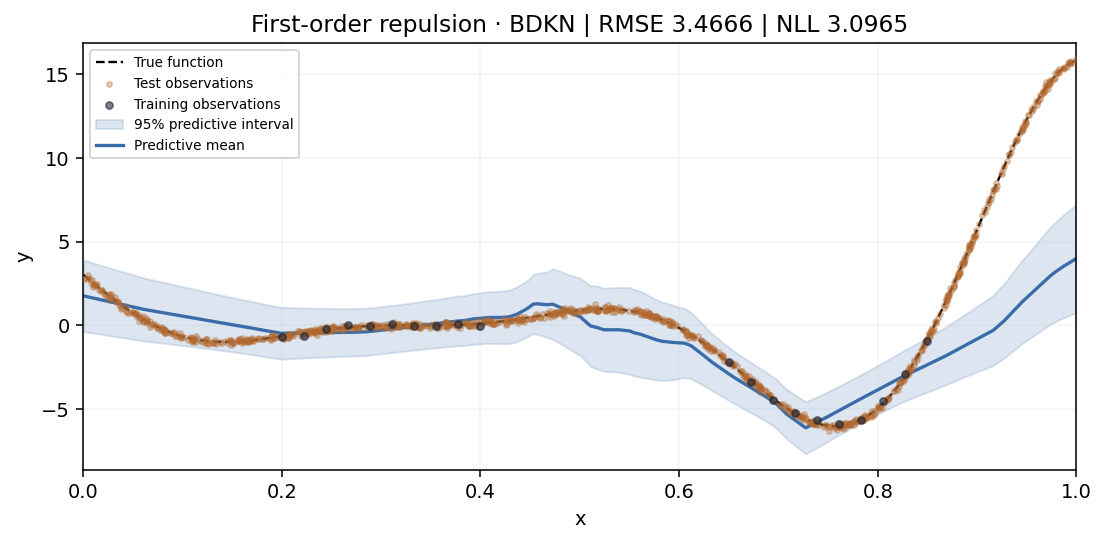 First-order repulsion · BDKN | RMSE 3.4666 | NLL 3.0965
True function
Test observations
Training observations
95% predictive interval
Predictive mean
15
10
5
0
−5
y
0.0 0.2 0.4 0.6 0.8 1.0
x